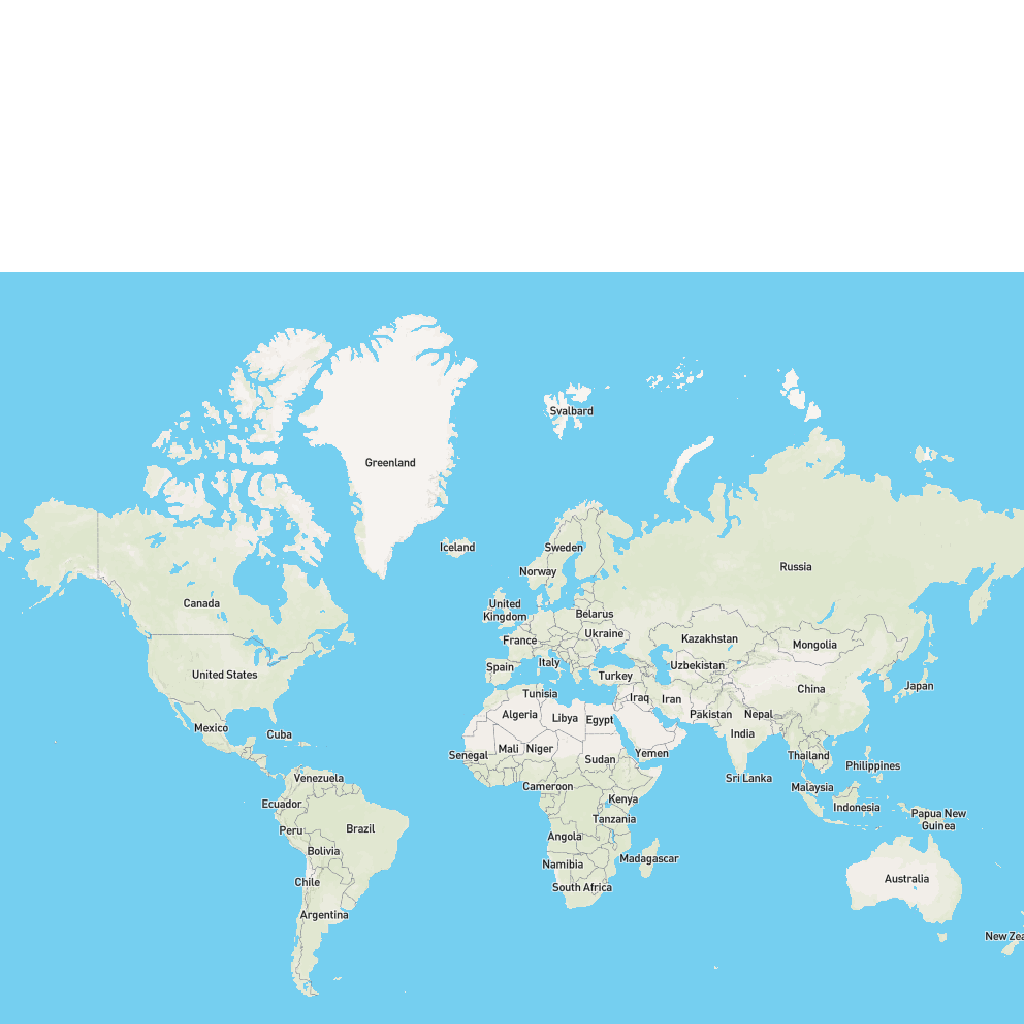 Svalbard
Greenland
Iceland
Sweden
Norway
Russia
Canada
United
Kingdom
Belarus
Ukraine
France
Kazakhstan
Mongolia
Italy
Spain
Uzbekistan
Turkey
United States
China
Japan
Tunisia
Iraq
Iran
Algeria
Libya
Egypt
Pakistan
Nepal
Mexico
Cuba
India
Mali
Niger
Senegal
Yemen
Sudan
Thailand
Philippines
Venezuela
Sri Lanka
Cameroon
Malaysia
Kenya
Ecuador
Indonesia
Papua New
Guinea
Tanzania
Peru
Brazil
Angola
Bolivia
Madagascar
Namibia
Chile
South Africa
Australia
Argentina
New Zea